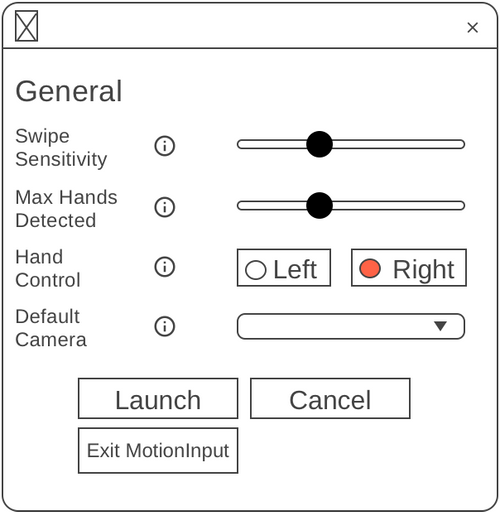 ×
General
Swipe
Sensitivity
Max Hands
Detected
Hand
Control
Left
Right
Default
Camera
Launch
Cancel
Exit MotionInput